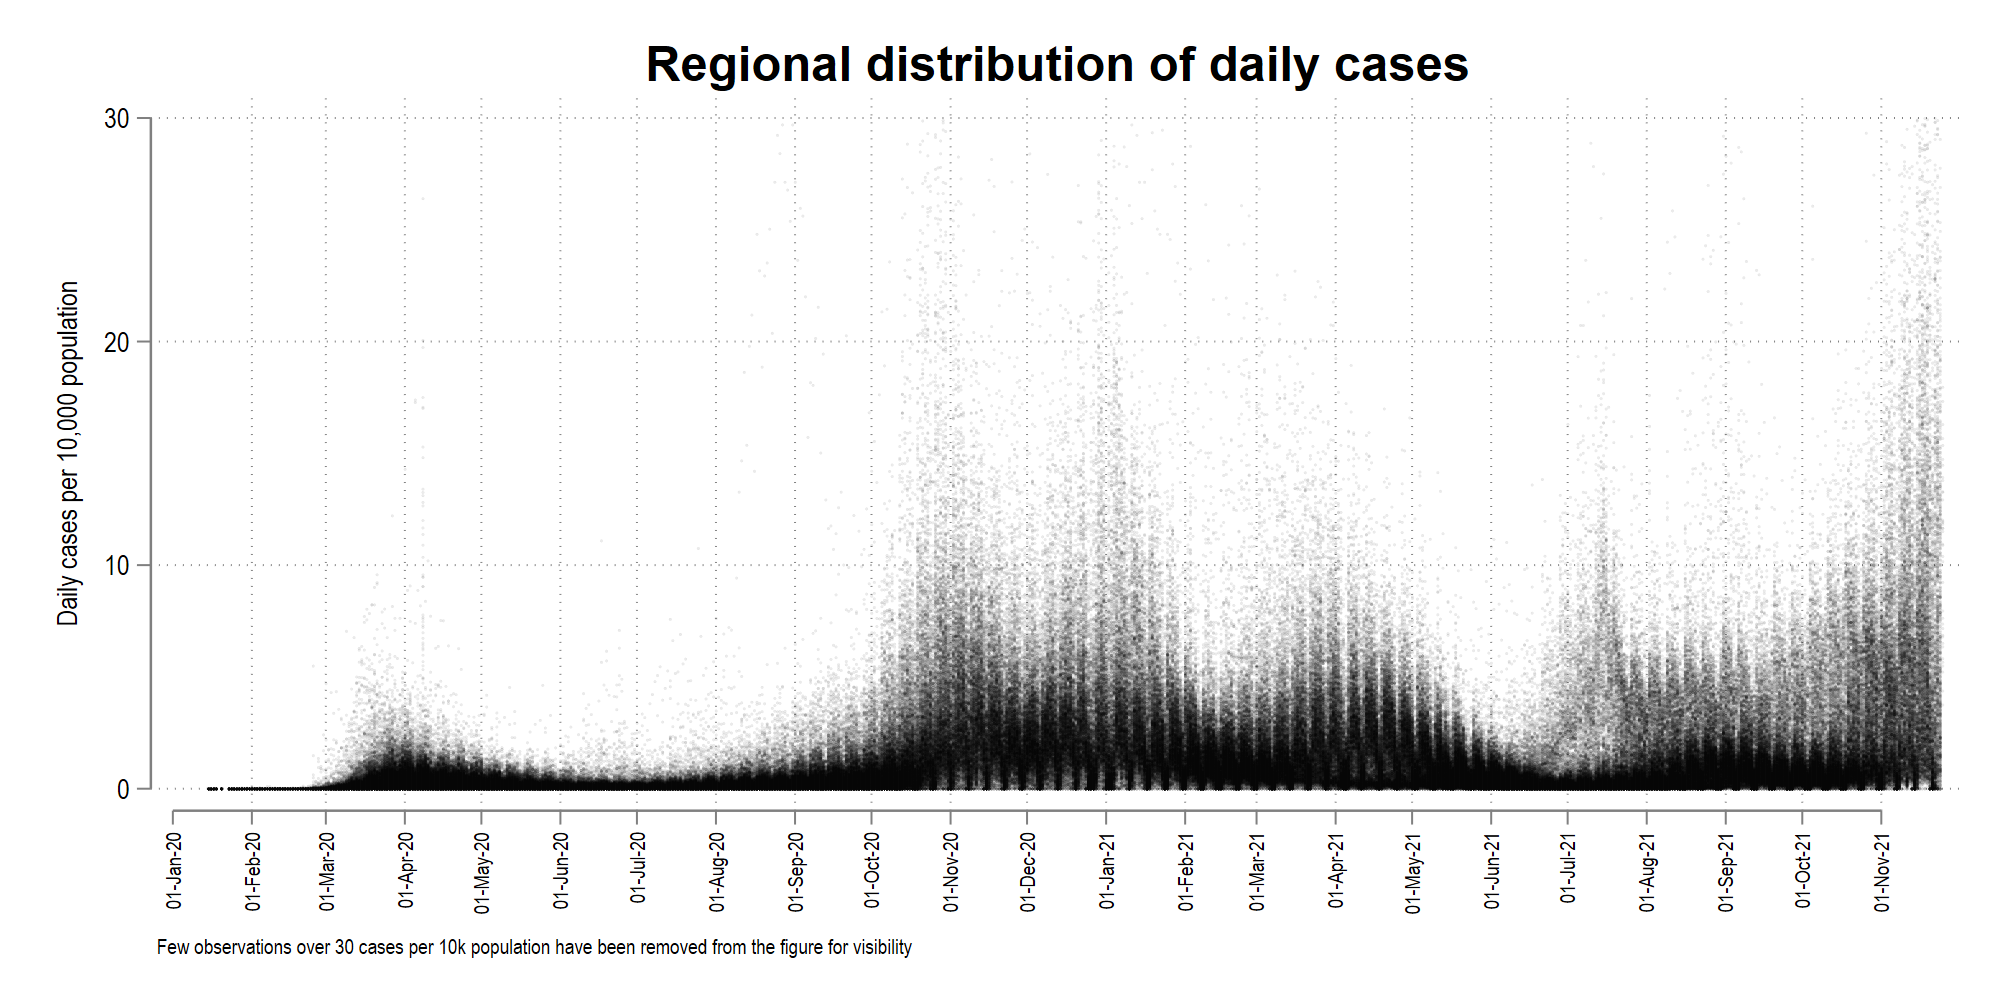 Regional distribution of daily cases
Daily cases per 10,000 population
30
20
10
0
01-Jan-20
01-Feb-20
01-Mar-20
01-Apr-20
01-May-20
01-Jun-20
01-Jul-20
01-Aug-20
01-Sep-20
01-Oct-20
01-Nov-20
01-Dec-20
01-Jan-21
01-Feb-21
01-Mar-21
01-Apr-21
01-May-21
01-Jun-21
01-Jul-21
01-Aug-21
01-Sep-21
01-Oct-21
01-Nov-21
Few observations over 30 cases per 10k population have been removed from the figure for visibility